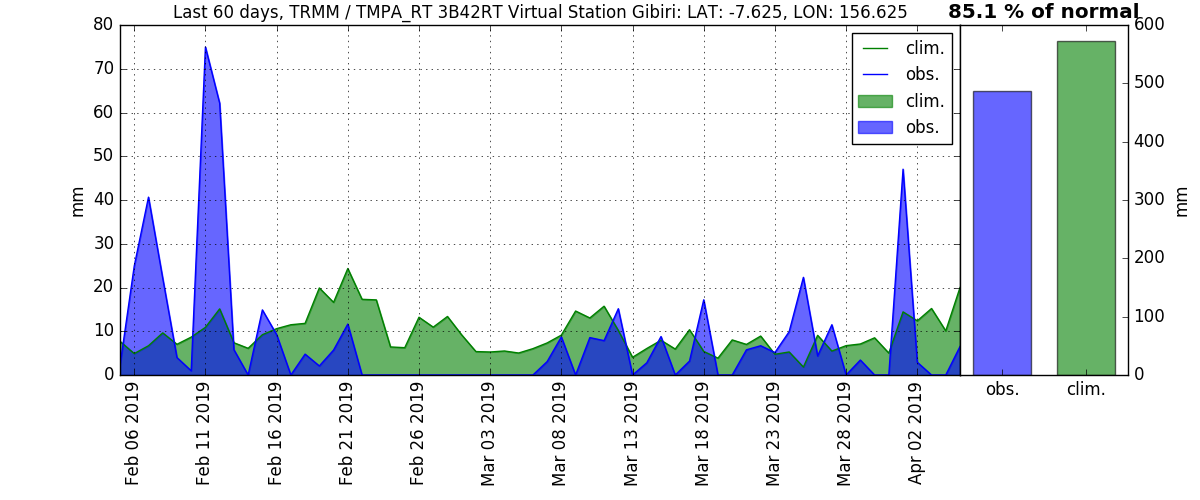 Last 60 days, TRMM / TMPA_RT 3B42RT Virtual Station Gibiri: LAT: -7.625, LON: 156.625
85.1 % of normal
80
70
60
50
40
30
20
10
0
mm
clim.
obs.
clim.
obs.
600
500
400
300
200
100
0
mm
obs.
clim.
Feb 06 2019
Feb 11 2019
Feb 16 2019
Feb 21 2019
Feb 26 2019
Mar 03 2019
Mar 08 2019
Mar 13 2019
Mar 18 2019
Mar 23 2019
Mar 28 2019
Apr 02 2019